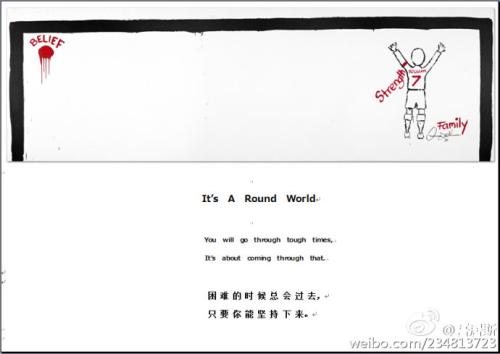 BELIEF
Strength
BECKHAM
7
Family
It's A Round World
You will go through tough times,
It's about coming through that.
困难的时候总会过去,
只要你能坚持下来。
weibo.com/234813723